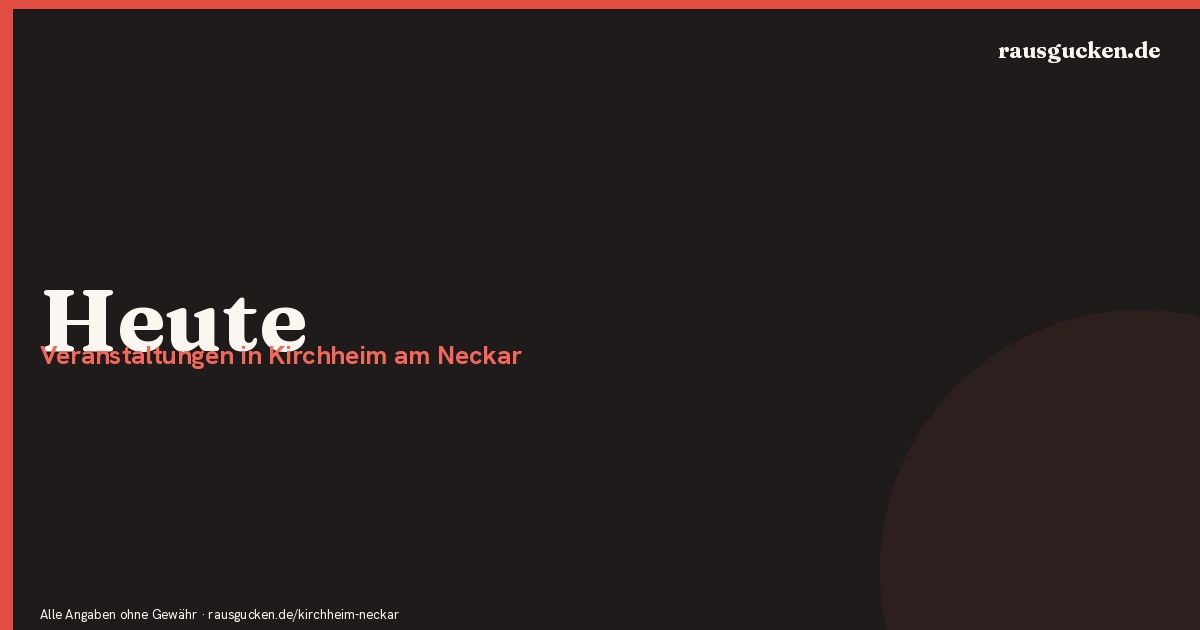 rausgucken.de
Heute
Veranstaltungen in Kirchheim am Neckar
Alle Angaben ohne Gewähr · rausgucken.de/kirchheim-neckar